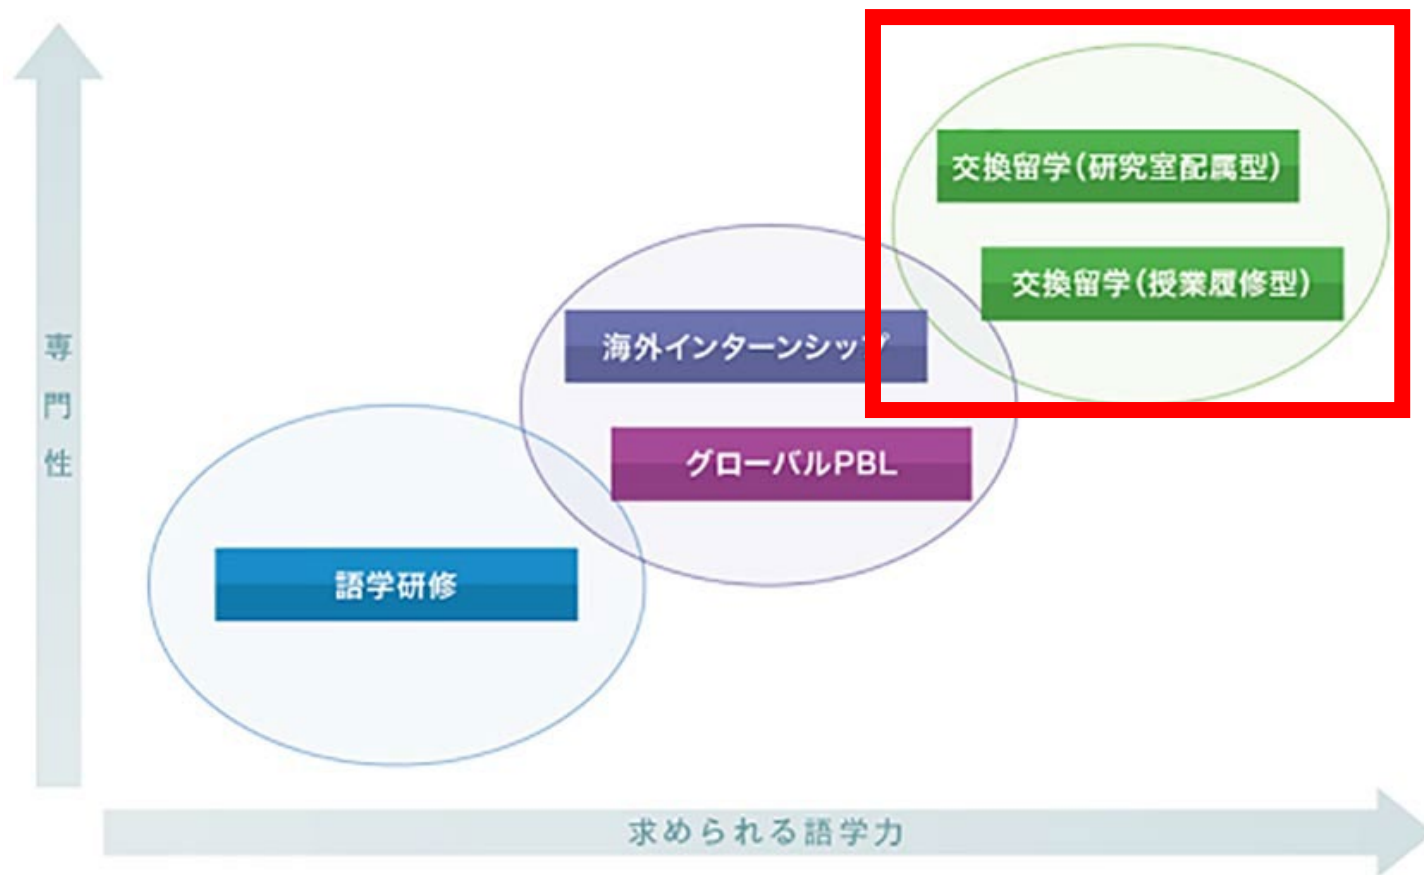 交換留学(研究室配属型)
交換留学(授業履修型)
海外インターンシップ
グローバルPBL
語学研修
専門性
求められる語学力